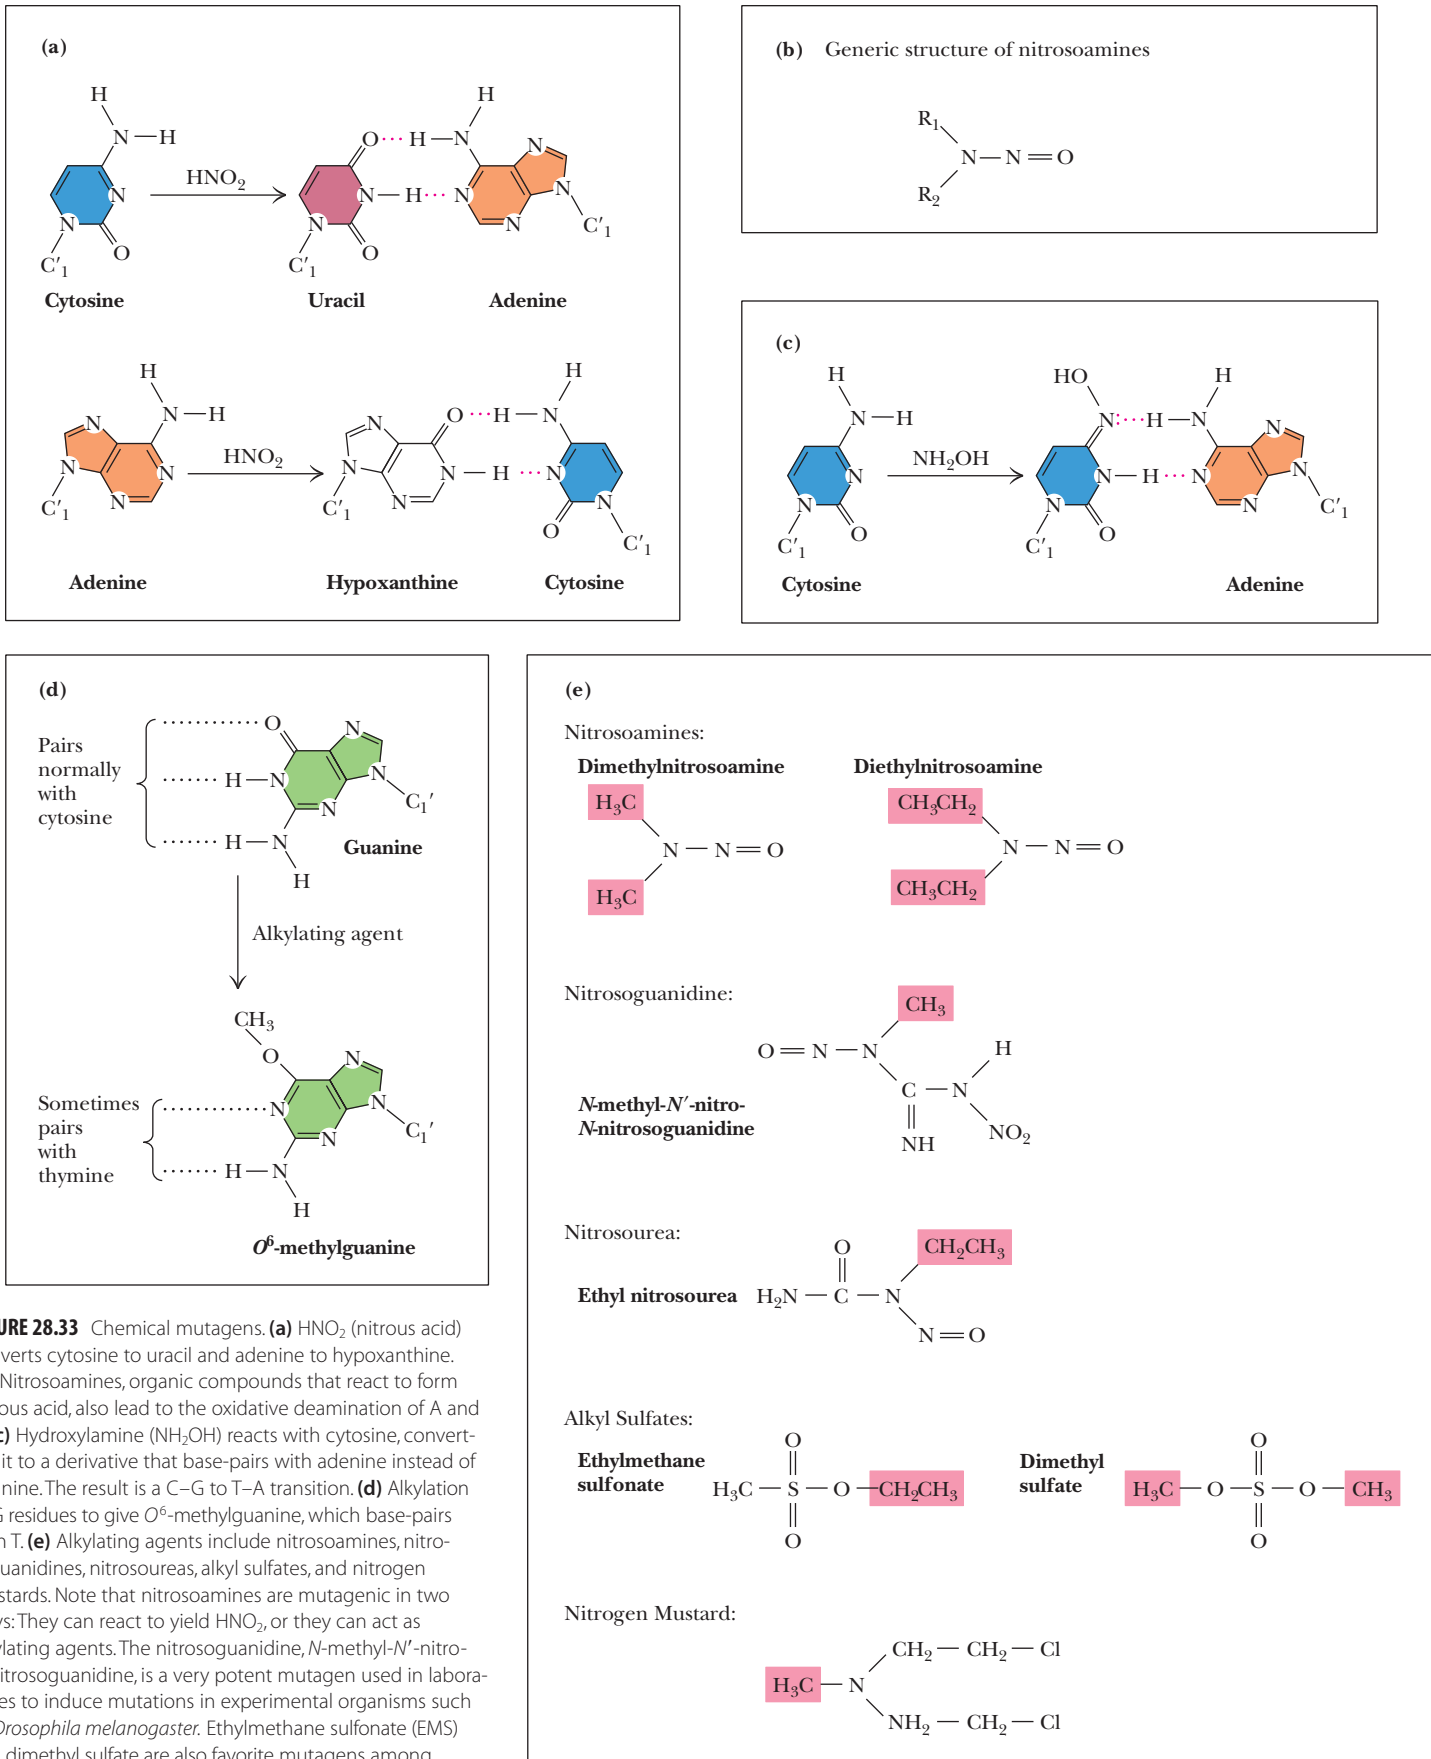 (a)
H
N—H
N
N
O
C′1
Cytosine
HNO2
O···H—N
H
N—H···N
N
O
C′1
Uracil
N
N
N
C′1
Adenine
H
N—H
N
N
N
N
C′1
Adenine
HNO2
O···H—N
H
N
N
N—H···N
N
C′1
Hypoxanthine
O
N
C′1
Cytosine
(b) Generic structure of nitrosoamines
R1
N—N=O
R2
(c)
H
N—H
N
N
O
C′1
Cytosine
NH2OH
HO
N:···H—N
H
N—H···N
N
O
C′1
N
N
N
C′1
Adenine
(d)
Pairs
normally
with
cytosine
O
H—N
H—N
H
N
N
N
C1′
Guanine
Alkylating agent
CH3
O
Sometimes
pairs
with
thymine
N
H—N
H
N
N
N
C1′
O6-methylguanine
(e)
Nitrosoamines:
Dimethylnitrosoamine
H3C
N—N=O
H3C
Diethylnitrosoamine
CH3CH2
N—N=O
CH3CH2
Nitrosoguanidine:
N-methyl-N′-nitro-
N-nitrosoguanidine
CH3
O=N—N
H
C—N
NH
NO2
Nitrosourea:
Ethyl nitrosourea
O
CH2CH3
H2N—C—N
N=O
Alkyl Sulfates:
Ethylmethane
sulfonate
O
H3C—S—O—CH2CH3
O
Dimethyl
sulfate
O
H3C—O—S—O—CH3
O
Nitrogen Mustard:
CH2—CH2—Cl
H3C—N
NH2—CH2—Cl
URE 28.33 Chemical mutagens. (a) HNO2 (nitrous acid)
verts cytosine to uracil and adenine to hypoxanthine.
Nitrosoamines, organic compounds that react to form
ous acid, also lead to the oxidative deamination of A and
c) Hydroxylamine (NH2OH) reacts with cytosine, convert-
it to a derivative that base-pairs with adenine instead of
nine. The result is a C–G to T–A transition. (d) Alkylation
G residues to give O6-methylguanine, which base-pairs
n T. (e) Alkylating agents include nitrosoamines, nitro-
uanidines, nitrosoureas, alkyl sulfates, and nitrogen
stards. Note that nitrosoamines are mutagenic in two
ys: They can react to yield HNO2, or they can act as
ylating agents. The nitrosoguanidine, N-methyl-N′-nitro-
itrosoguanidine, is a very potent mutagen used in labora-
es to induce mutations in experimental organisms such
Drosophila melanogaster. Ethylmethane sulfonate (EMS)
dimethyl sulfate are also favorite mutagens among